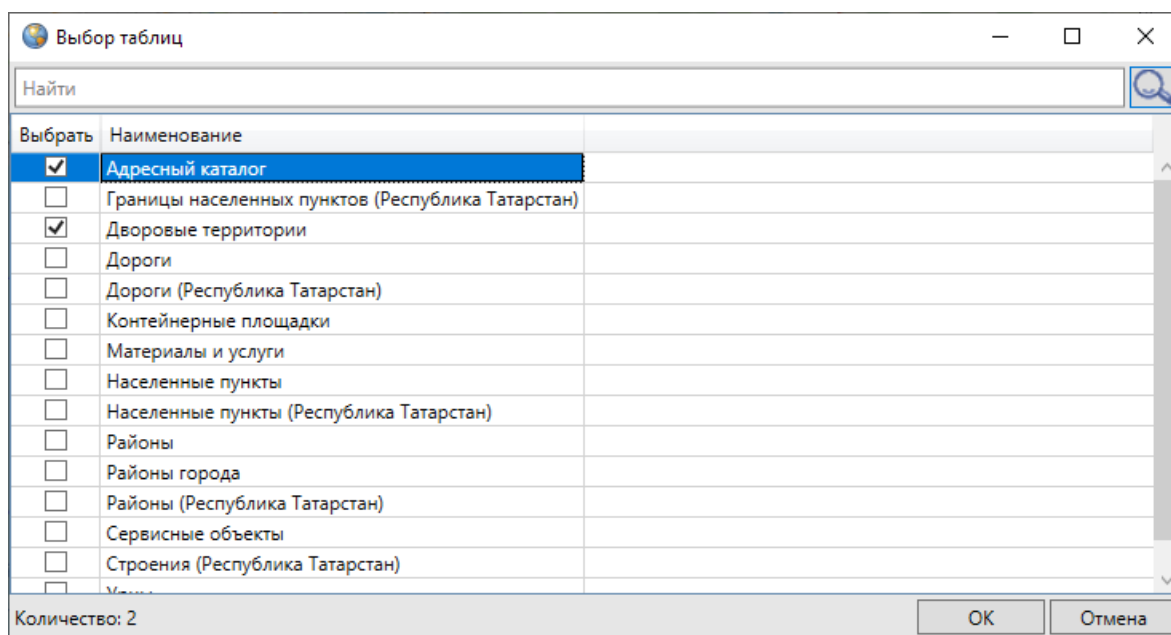 Выбор таблиц
Найти
Выбрать Наименование
Адресный каталог
Границы населенных пунктов (Республика Татарстан)
Дворовые территории
Дороги
Дороги (Республика Татарстан)
Контейнерные площадки
Материалы и услуги
Населенные пункты
Населенные пункты (Республика Татарстан)
Районы
Районы города
Районы (Республика Татарстан)
Сервисные объекты
Строения (Республика Татарстан)
Количество: 2 OK Отмена